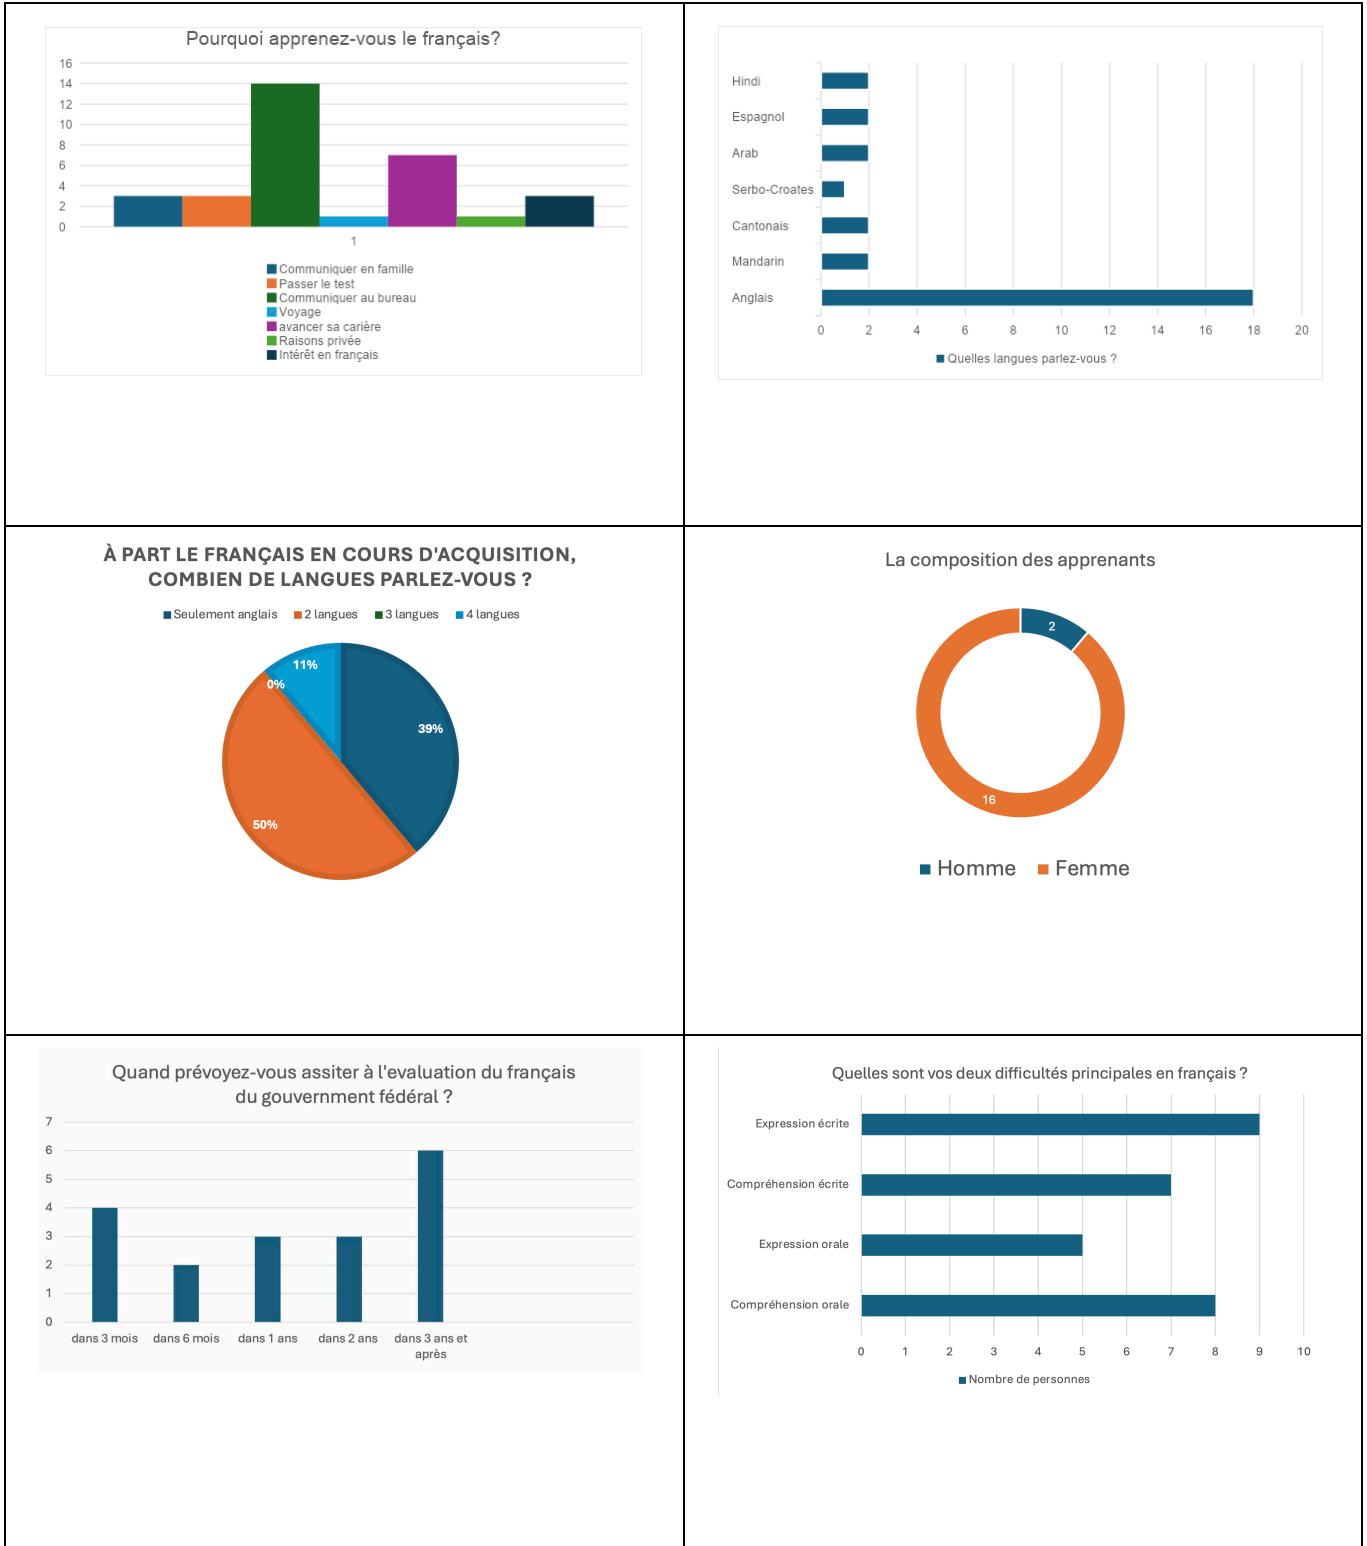 Pourquoi apprenez-vous le français?
16
14
12
10
8
6
4
2
0
1
Communiquer en famille
Passer le test
Communiquer au bureau
Voyage
avancer sa carière
Raisons privée
Intérêt en français
Hindi
Espagnol
Arab
Serbo-Croates
Cantonais
Mandarin
Anglais
0 2 4 6 8 10 12 14 16 18 20
Quelles langues parlez-vous ?
À PART LE FRANÇAIS EN COURS D'ACQUISITION,
COMBIEN DE LANGUES PARLEZ-VOUS ?
Seulement anglais 2 langues 3 langues 4 langues
11%
0%
39%
50%
La composition des apprenants
2
16
Homme Femme
Quand prévoyez-vous assiter à l'evaluation du français
du gouvernment fédéral ?
7
6
5
4
3
2
1
0
dans 3 mois dans 6 mois dans 1 ans dans 2 ans dans 3 ans et
après
Quelles sont vos deux difficultés principales en français ?
Expression écrite
Compréhension écrite
Expression orale
Compréhension orale
0 1 2 3 4 5 6 7 8 9 10
Nombre de personnes